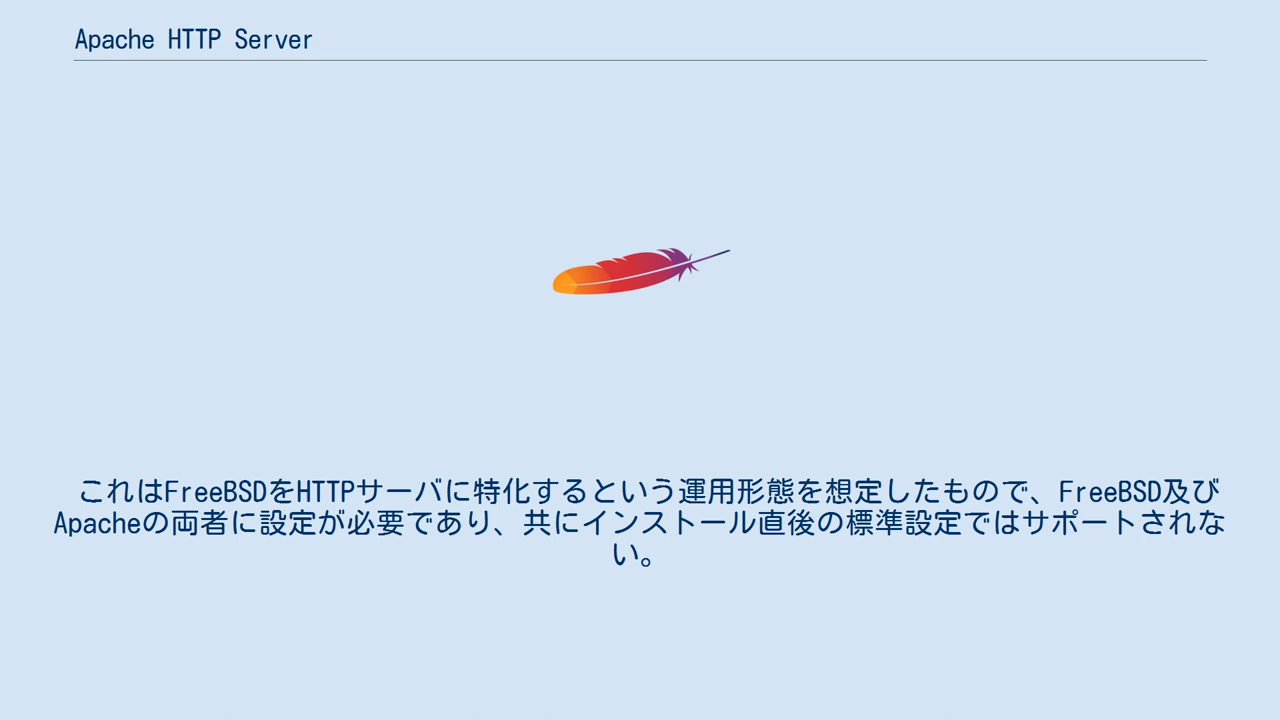 Apache HTTP Server
これはFreeBSDをHTTPサーバに特化するという運用形態を想定したもので、FreeBSD及び
Apacheの両者に設定が必要であり、共にインストール直後の標準設定ではサポートされな
い。